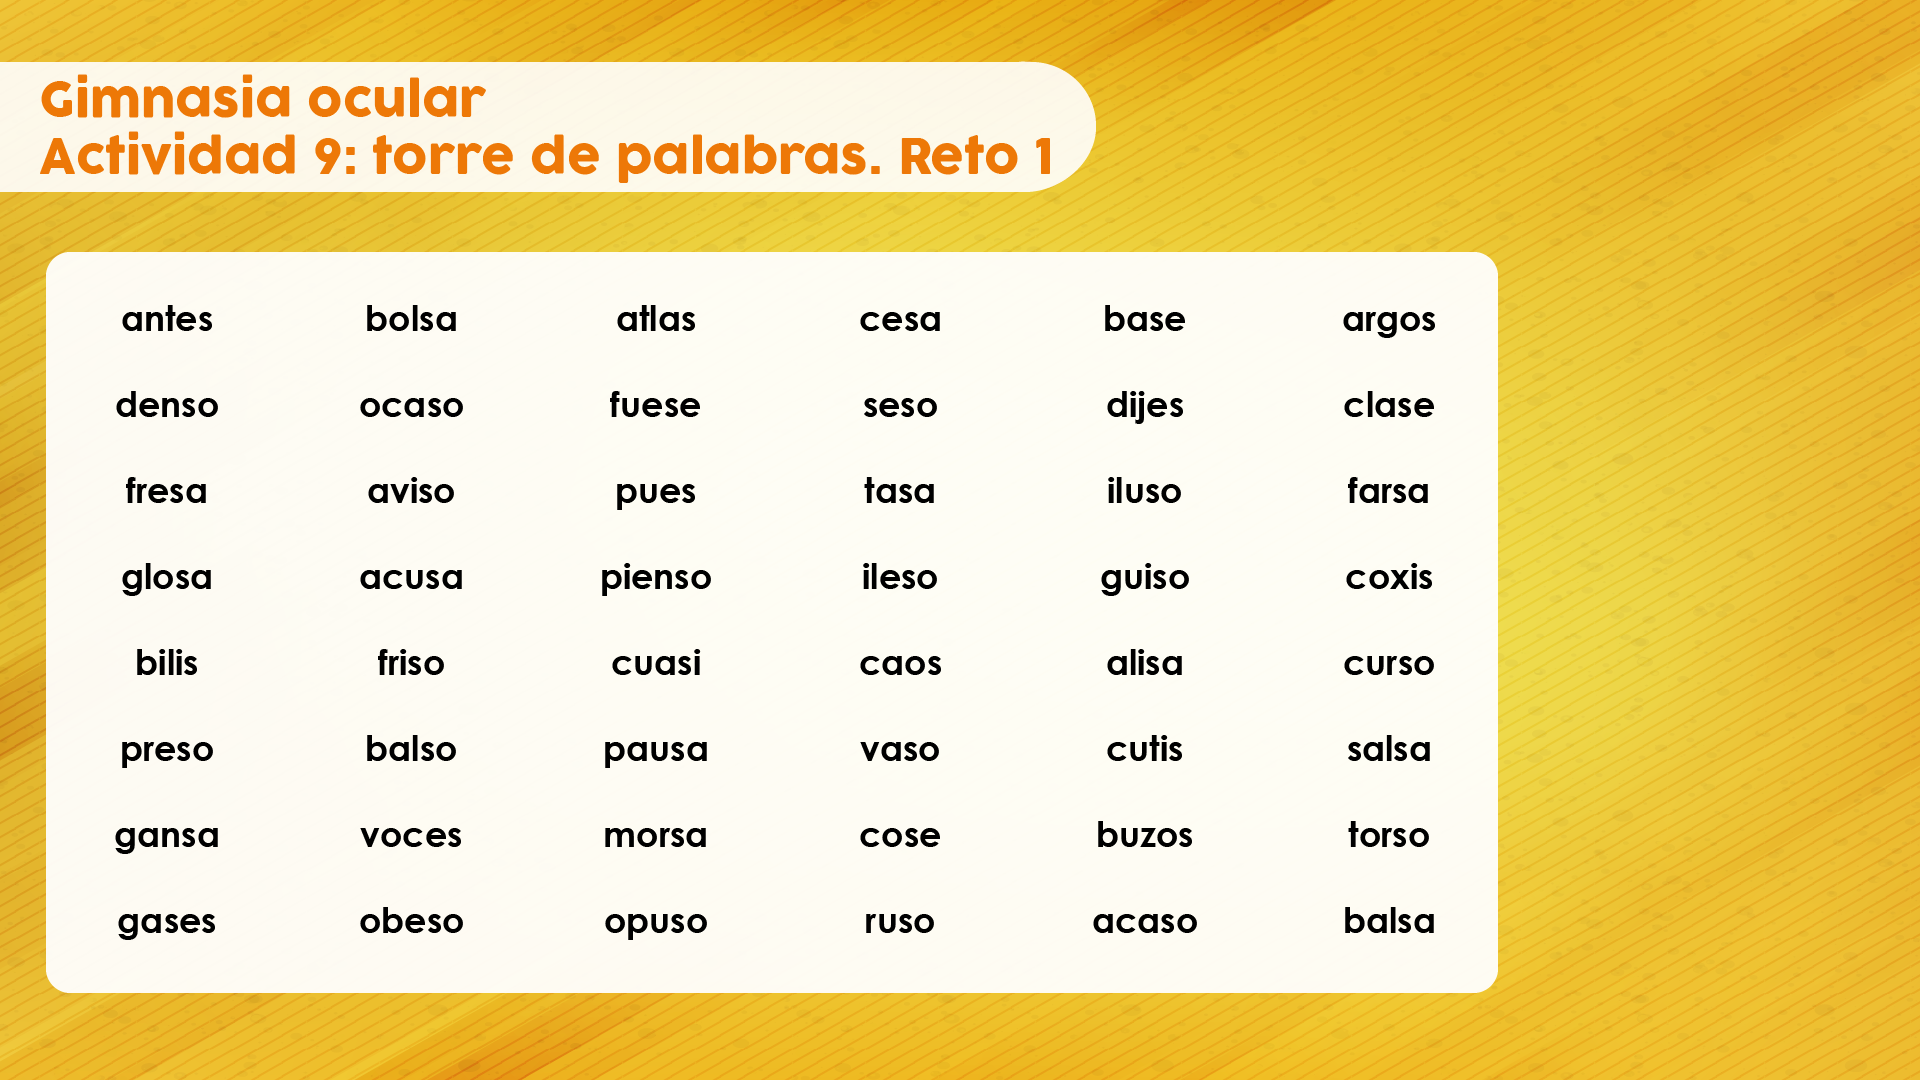 Gimnasia ocular
Actividad 9: torre de palabras. Reto 1
antes bolsa atlas cesa base argos
denso ocaso fuese seso dijes clase
fresa aviso pues tasa iluso farsa
glosa acusa pienso ileso guiso coxis
bilis friso cuasi caos alisa curso
preso balso pausa vaso cutis salsa
gansa voces morsa cose buzos torso
gases obeso opuso ruso acaso balsa